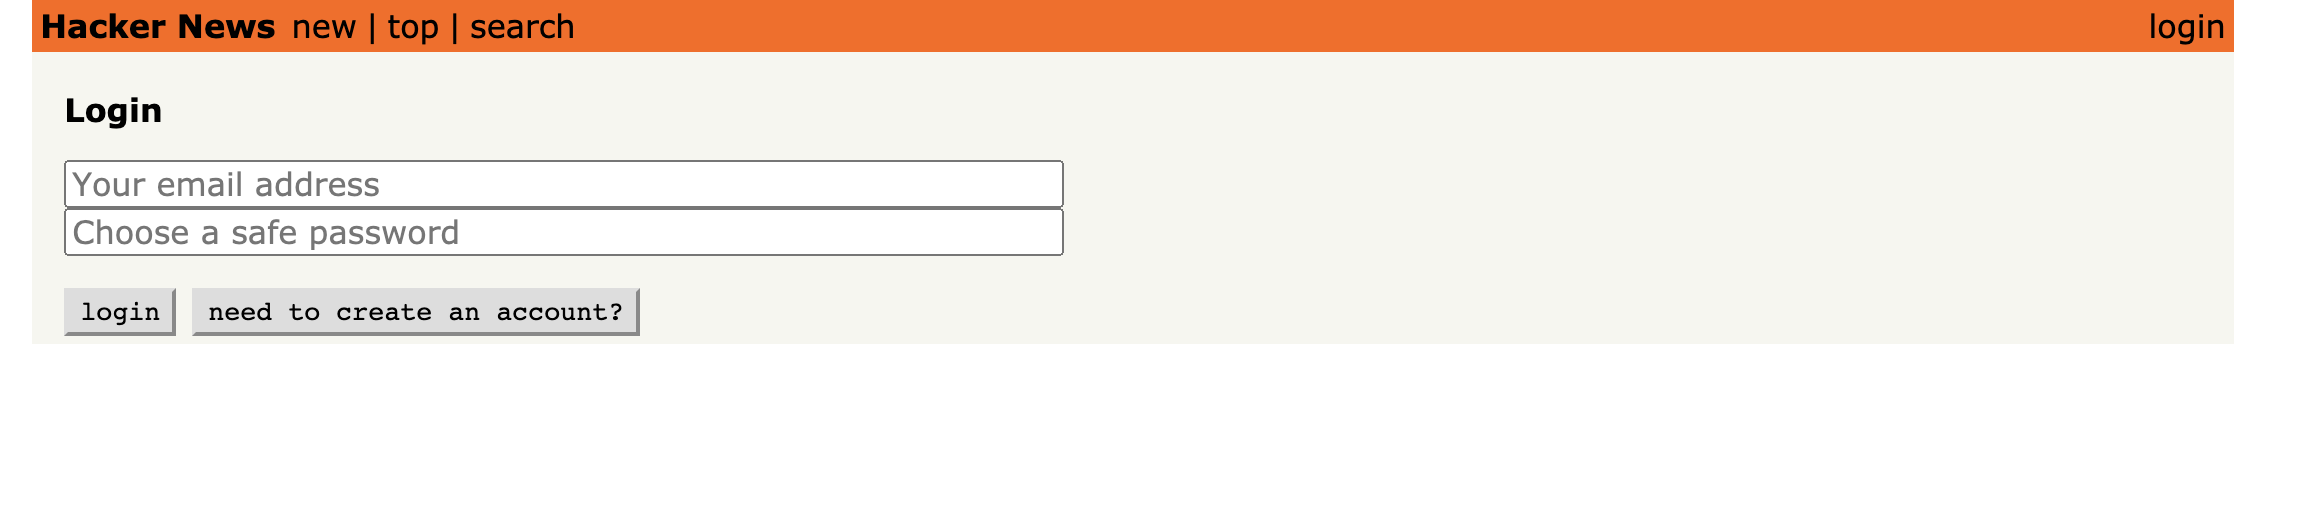 Hacker News new | top | search login
Login
Your email address
Choose a safe password
login need to create an account?